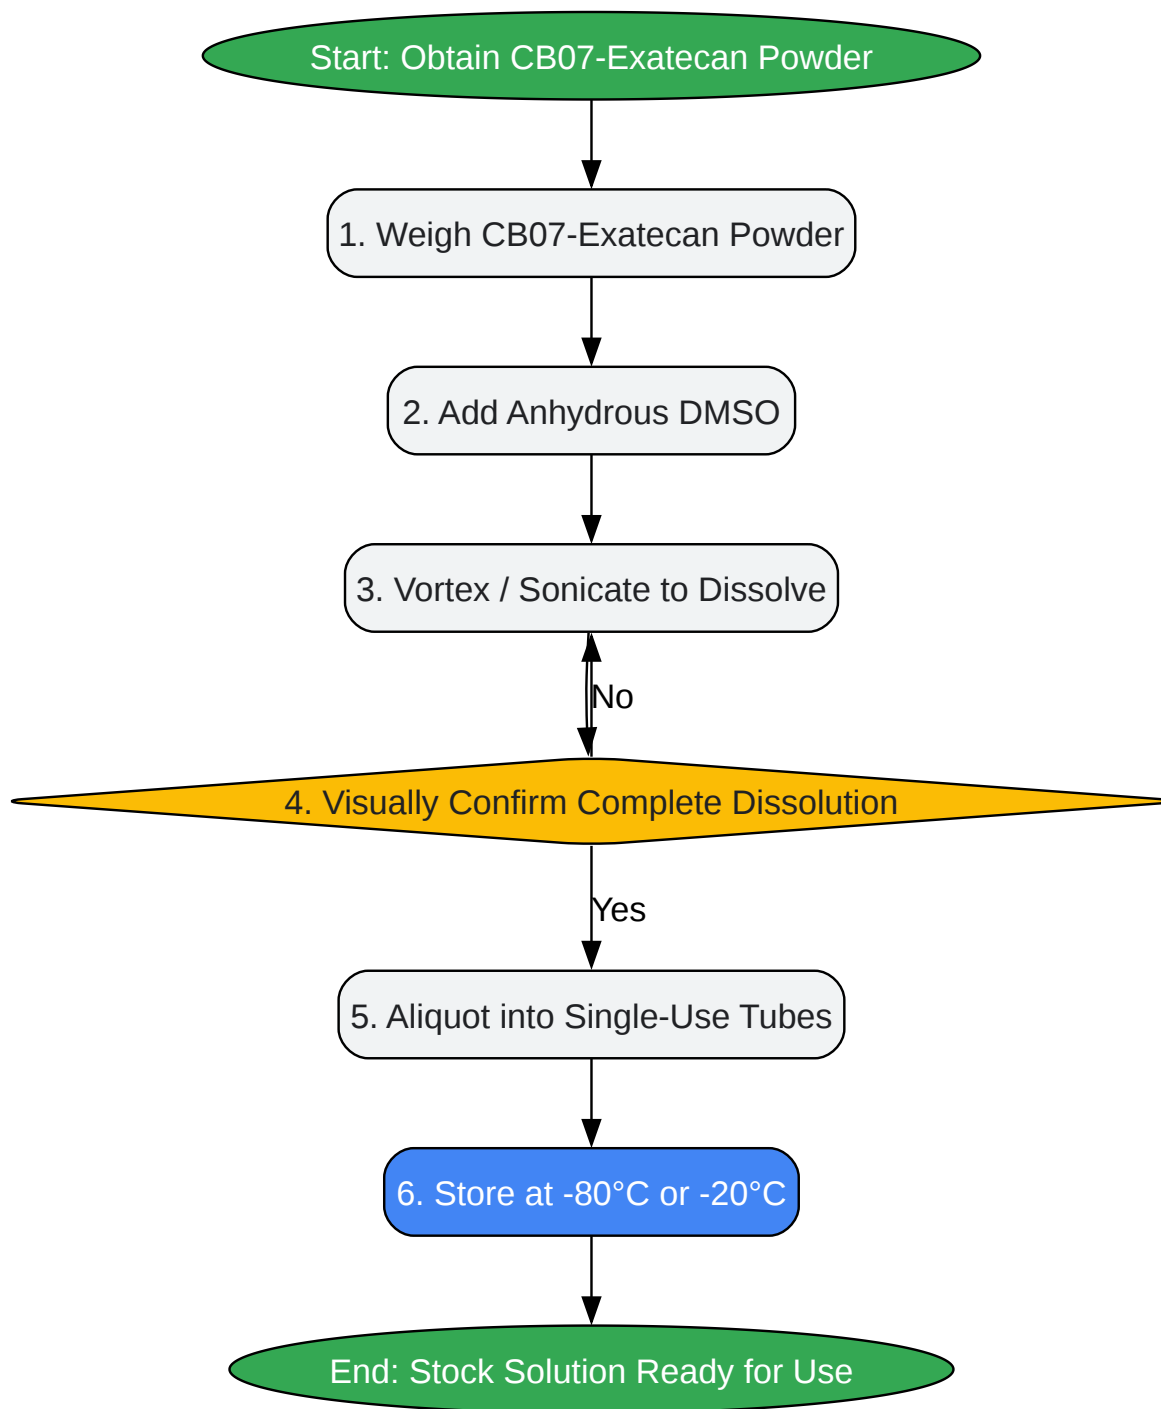 Start: Obtain CB07-Exatecan Powder
1. Weigh CB07-Exatecan Powder
2. Add Anhydrous DMSO
3. Vortex / Sonicate to Dissolve
No
4. Visually Confirm Complete Dissolution
Yes
5. Aliquot into Single-Use Tubes
6. Store at -80°C or -20°C
End: Stock Solution Ready for Use